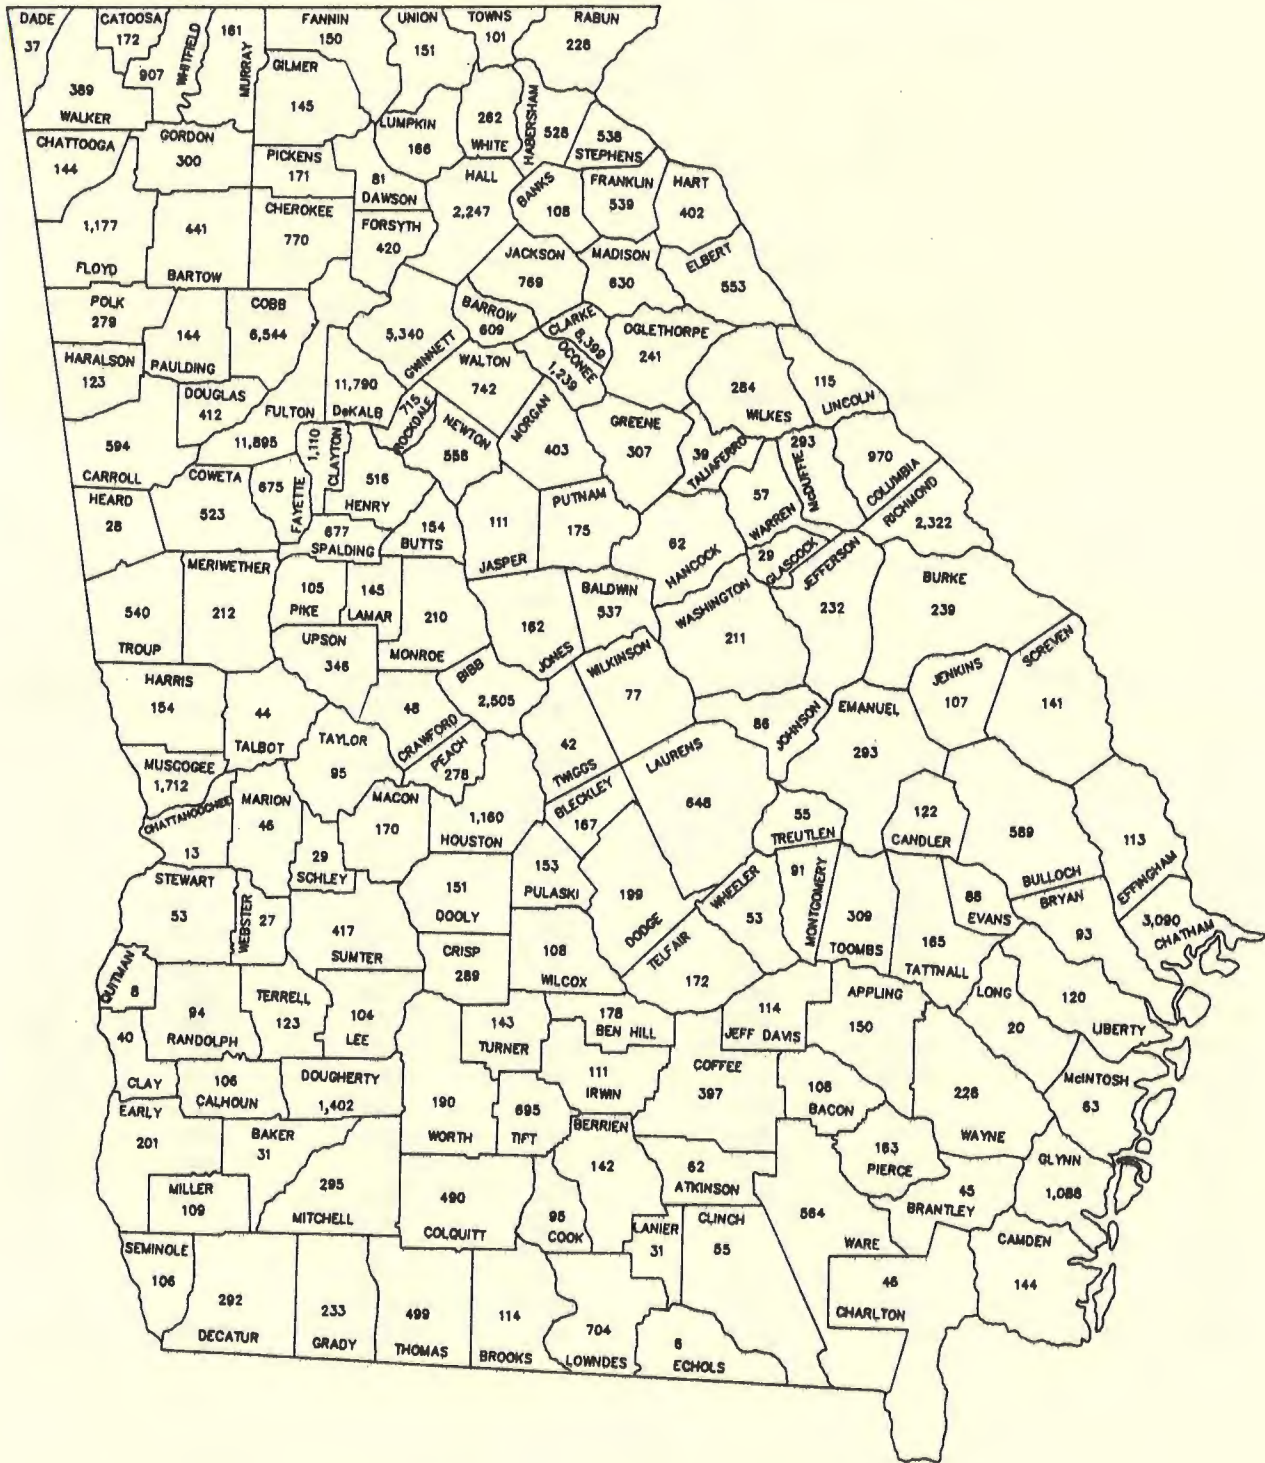 DADE
37
CATOOSA
172
WHITFIELD
907
161
MURRAY
FANNIN
150
UNION
151
TOWNS
101
RABUN
226
389
WALKER
GILMER
145
LUMPKIN
166
262
WHITE
HABERSHAM
528
538
STEPHENS
CHATTOOGA
144
GORDON
300
PICKENS
171
81
DAWSON
HALL
2,247
BANKS
108
FRANKLIN
539
HART
402
1,177
FLOYD
441
BARTOW
CHEROKEE
770
FORSYTH
420
JACKSON
769
MADISON
630
ELBERT
553
POLK
279
144
PAULDING
COBB
6,544
5,340
GWINNETT
BARROW
609
CLARKE
8,399
OCONEE
1,239
OGLETHORPE
241
HARALSON
123
DOUGLAS
412
FULTON
11,895
11,790
DeKALB
715
ROCKDALE
WALTON
742
NEWTON
558
MORGAN
403
GREENE
307
284
WILKES
115
LINCOLN
594
CARROLL
COWETA
523
675
FAYETTE
1,110
CLAYTON
516
HENRY
39
TALIAFERRO
293
McDUFFIE
970
COLUMBIA
HEARD
28
677
SPALDING
154
BUTTS
111
JASPER
PUTNAM
175
62
HANCOCK
57
WARREN
29
GLASCOCK
RICHMOND
2,322
540
TROUP
MERIWETHER
212
105
PIKE
145
LAMAR
210
MONROE
162
JONES
BALDWIN
537
WASHINGTON
211
JEFFERSON
232
BURKE
239
HARRIS
154
UPSON
346
BIBB
2,505
WILKINSON
77
JENKINS
107
SCREVEN
141
44
TALBOT
TAYLOR
95
48
CRAWFORD
PEACH
278
42
TWIGGS
86
JOHNSON
EMANUEL
293
MUSCOGEE
1,712
CHATTAHOOCHEE
13
MARION
46
MACON
170
1,160
HOUSTON
BLECKLEY
167
LAURENS
648
55
TREUTLEN
122
CANDLER
589
BULLOCH
113
EFFINGHAM
STEWART
53
WEBSTER
27
29
SCHLEY
151
DOOLY
153
PULASKI
199
DODGE
WHEELER
53
91
MONTGOMERY
309
TOOMBS
165
TATTNALL
88
EVANS
BRYAN
93
3,090
CHATHAM
417
SUMTER
CRISP
289
108
WILCOX
TELFAIR
172
QUITMAN
8
94
RANDOLPH
TERRELL
123
104
LEE
143
TURNER
178
BEN HILL
114
JEFF DAVIS
APPLING
150
LONG
20
120
LIBERTY
40
CLAY
106
CALHOUN
DOUGHERTY
1,402
190
WORTH
695
TIFT
111
IRWIN
COFFEE
397
108
BACON
226
WAYNE
McINTOSH
63
EARLY
201
BAKER
31
BERRIEN
142
163
PIERCE
GLYNN
1,088
MILLER
109
295
MITCHELL
490
COLQUITT
COOK
62
ATKINSON
45
BRANTLEY
SEMINOLE
106
LANIER
31
CLINCH
WARE
CAMDEN
144
292
DECATUR
233
GRADY
499
THOMAS
114
BROOKS
704
LOWNDES
ECHOLS
46
CHARLTON